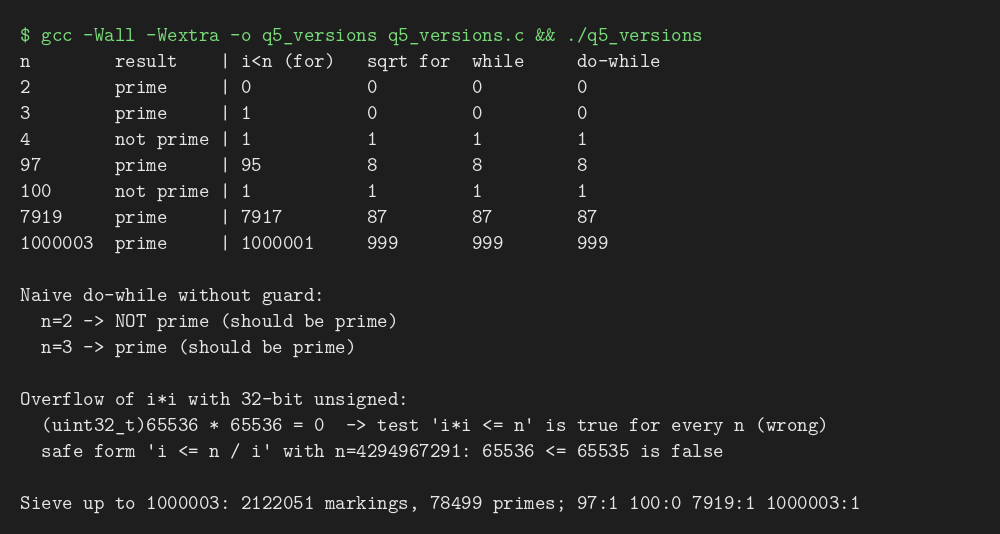 $ gcc -Wall -Wextra -o q5_versions q5_versions.c && ./q5_versions
n        result    | i<n (for)   sqrt for  while     do-while
2        prime     | 0           0         0         0
3        prime     | 1           0         0         0
4        not prime | 1           1         1         1
97       prime     | 95          8         8         8
100      not prime | 1           1         1         1
7919     prime     | 7917        87        87        87
1000003  prime     | 1000001     999       999       999

Naive do-while without guard:
  n=2 -> NOT prime (should be prime)
  n=3 -> prime (should be prime)

Overflow of i*i with 32-bit unsigned:
  (uint32_t)65536 * 65536 = 0  -> test 'i*i <= n' is true for every n (wrong)
  safe form 'i <= n / i' with n=4294967291: 65536 <= 65535 is false

Sieve up to 1000003: 2122051 markings, 78499 primes; 97:1 100:0 7919:1 1000003:1